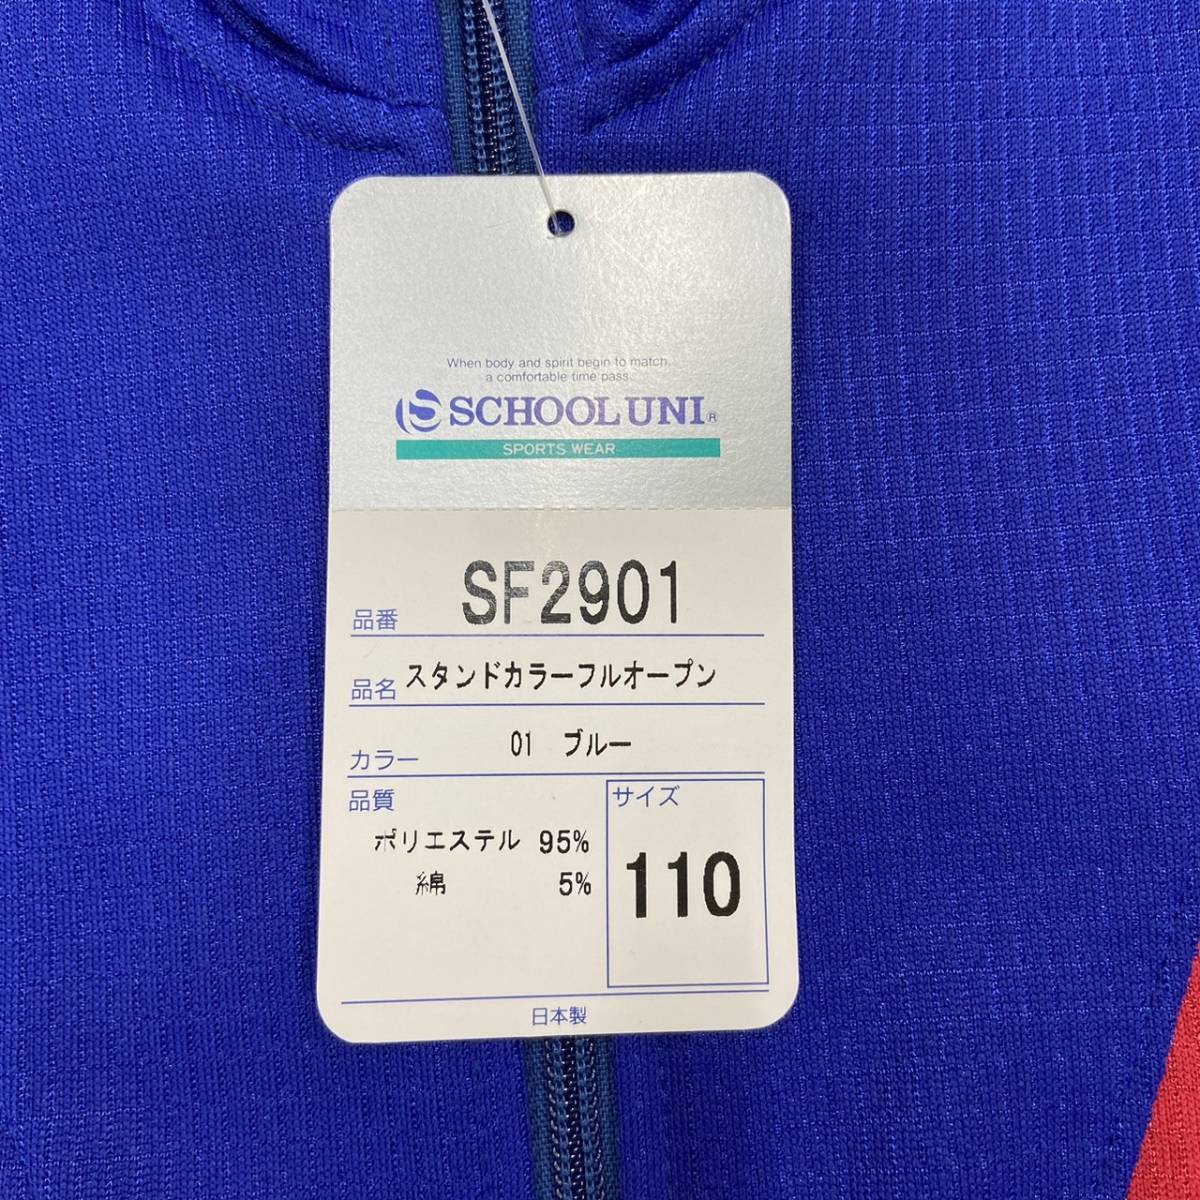 When body and spirit begin to match.
a comfortable time pass.
S SCHOOL UNI®
SPORTS WEAR
品番 SF2901
品名 スタンドカラーフルオープン
カラー 01 ブルー
品質
ポリエステル 95%
綿 5%
サイズ
110
日本製